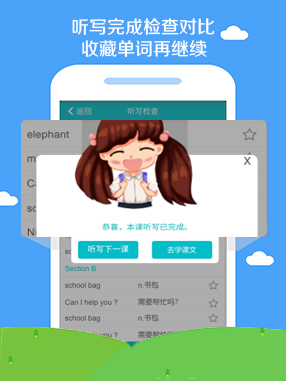 听写完成检查对比
收藏单词再继续
返回
听写检查
elephant
m
Ca
sc
Ni
X
恭喜，本课听写已完成。
听写下一课
去学课文
Section B
school bag
n.书包
Can I help you ?
需要帮忙吗?
school bag
n.书包
Can I help you ?
需要帮忙吗?